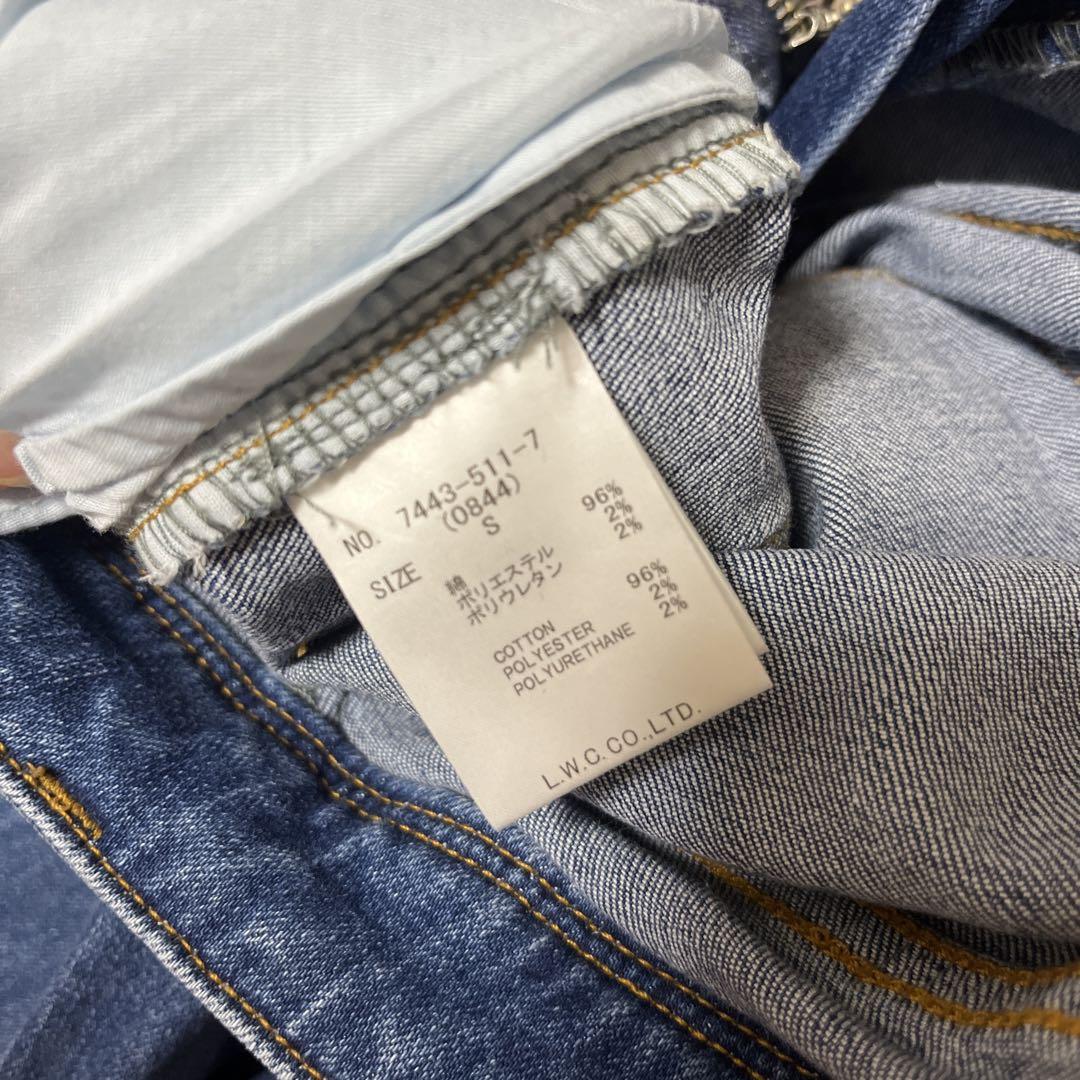 NO. 7443-511-7
(0844)
SIZE S
綿 96%
ポリエステル 2%
ポリウレタン 2%
COTTON 96%
POLYESTER 2%
POLYURETHANE 2%
L.W.C.CO.,LTD.